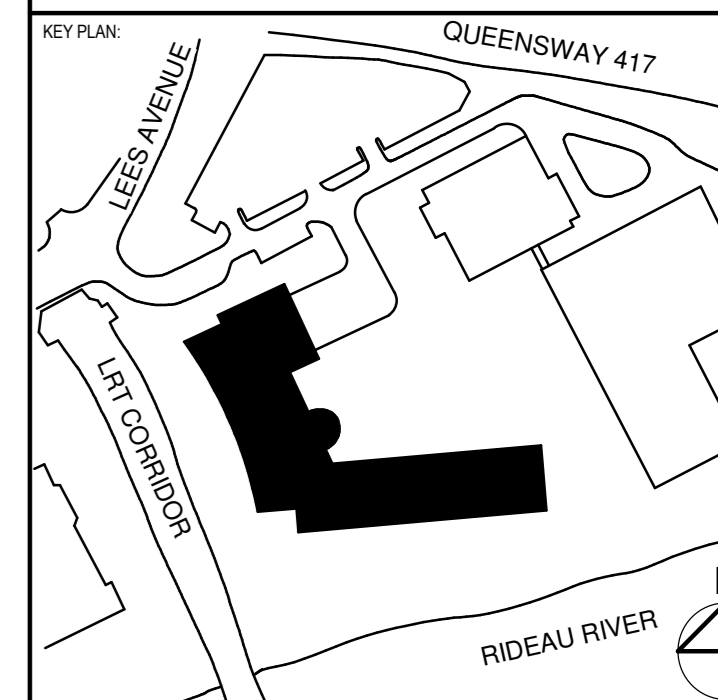 KEY PLAN:
QUEENSWAY 417
LEES AVENUE
LRT CORRIDOR
RIDEAU RIVER